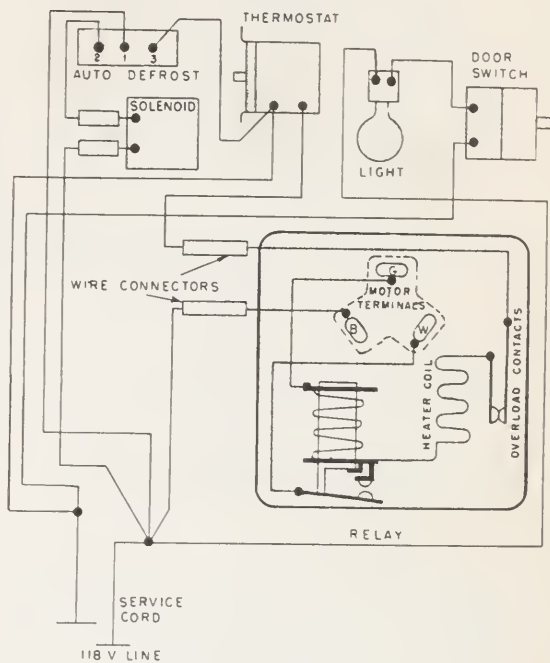 THERMOSTAT
2 1 3
AUTO DEFROST
SOLENOID
DOOR
SWITCH
LIGHT
WIRE CONNECTORS
G
MOTOR
TERMINALS
B
W
HEATER COIL
OVERLOAD CONTACTS
RELAY
SERVICE
CORD
118 V LINE